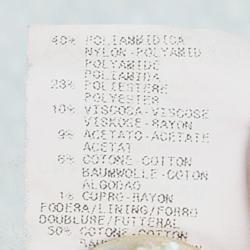 40% POLIAMMIDICA
NYLON-POLYAMID
POLYAMIDE
POLIAMIDA
23% POLIESTERE
POLYESTER
10% VISCOSA-VISCOSE
VISKOSE-RAYON
9% ACETATO-ACETATE
ACETAT
6% COTONE-COTTON
BAUMWOLLE-COTON
ALGODAO
1% CUPRO-RAYON
FODERA/LINING/FORRO
DOUBLURE/FUTTERAL
50% COTONE-COTTON